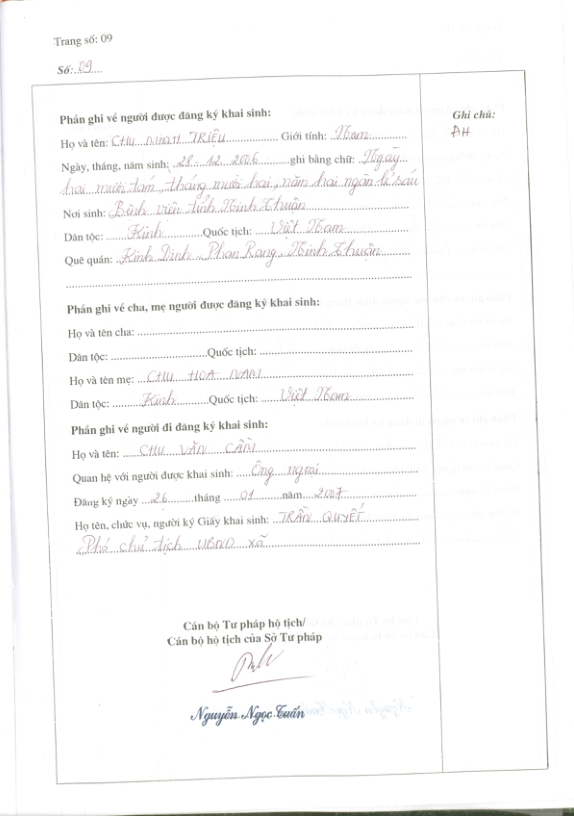 Trang số: 09
Số: 09
Phần ghi về người được đăng ký khai sinh:
Ghi chú:
Họ và tên: CHU MINH TRIỆU Giới tính: Nam
ĐH
Ngày, tháng, năm sinh: 28.12.2006 ghi bằng chữ: Ngày
hai mươi tám, tháng mười hai, năm hai ngàn lẻ sáu
Nơi sinh: Bệnh viện tỉnh Ninh Thuận
Dân tộc: Kinh Quốc tịch: Việt Nam
Quê quán: Kinh Dinh, Phan Rang, Ninh Thuận
Phần ghi về cha, mẹ người được đăng ký khai sinh:
Họ và tên cha:
Dân tộc: Quốc tịch:
Họ và tên mẹ: CHU HOA NAN
Dân tộc: Kinh Quốc tịch: Việt Nam
Phần ghi về người đi đăng ký khai sinh:
Họ và tên: CHU VĂN CẦN
Quan hệ với người được khai sinh: Ông ngoại
Đăng ký ngày 26 tháng 01 năm 2007
Họ tên, chức vụ, người ký Giấy khai sinh: TRẦN QUYẾT
Phó chủ tịch UBND xã
Cán bộ Tư pháp hộ tịch/
Cán bộ hộ tịch của Sở Tư pháp
Nguyễn Ngọc Tuấn